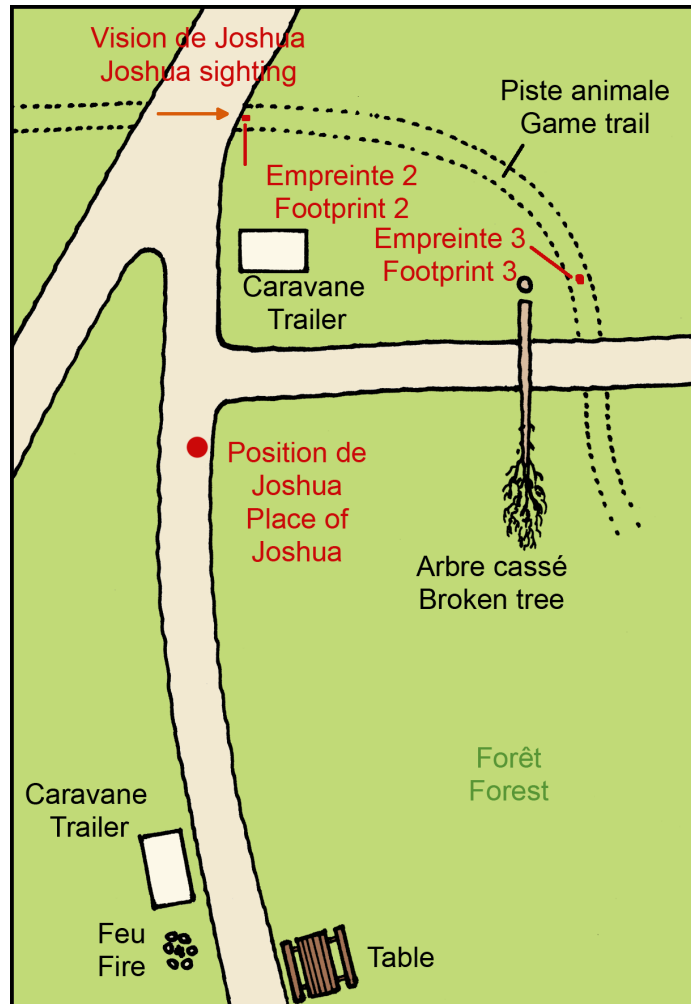 Vision de Joshua
Joshua sighting
Piste animale
Game trail
Empreinte 2
Footprint 2
Empreinte 3
Footprint 3
Caravane
Trailer
Position de
Joshua
Place of
Joshua
Arbre cassé
Broken tree
Forêt
Forest
Caravane
Trailer
Feu
Fire
Table